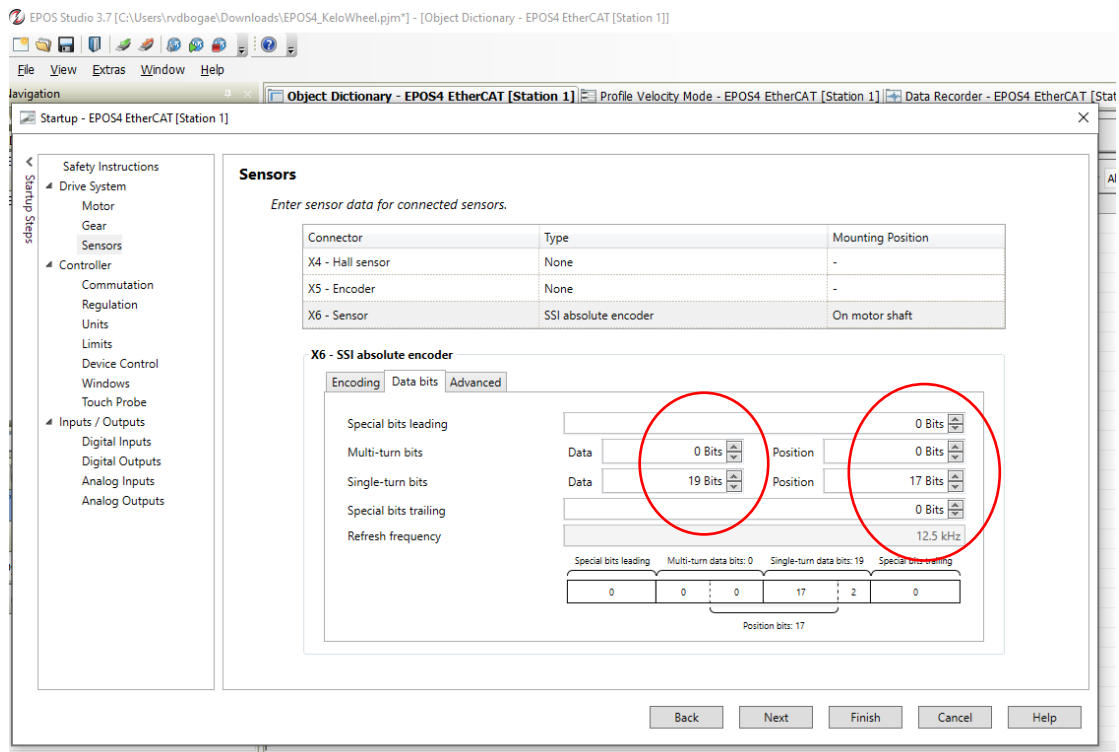 EPOS Studio 3.7 [C:\Users\rvdbogae\Downloads\EPOS4_KeloWheel.pjm*] - [Object Dictionary - EPOS4 EtherCAT [Station 1]]
File View Extras Window Help
Navigation
Object Dictionary - EPOS4 EtherCAT [Station 1] Profile Velocity Mode - EPOS4 EtherCAT [Station 1] Data Recorder - EPOS4 EtherCAT [Stat
Startup - EPOS4 EtherCAT [Station 1]
Startup Steps
Safety Instructions
Drive System
Motor
Gear
Sensors
Controller
Commutation
Regulation
Units
Limits
Device Control
Windows
Touch Probe
Inputs / Outputs
Digital Inputs
Digital Outputs
Analog Inputs
Analog Outputs
Sensors
Enter sensor data for connected sensors.
Connector Type Mounting Position
X4 - Hall sensor None -
X5 - Encoder None -
X6 - Sensor SSI absolute encoder On motor shaft
X6 - SSI absolute encoder
Encoding Data bits Advanced
Special bits leading 0 Bits
Multi-turn bits Data 0 Bits Position 0 Bits
Single-turn bits Data 19 Bits Position 17 Bits
Special bits trailing 0 Bits
Refresh frequency 12.5 kHz
Special bits leading Multi-turn data bits: 0 Single-turn data bits: 19 Special bits trailing
0 0 0 17 2 0
Position bits: 17
Back Next Finish Cancel Help